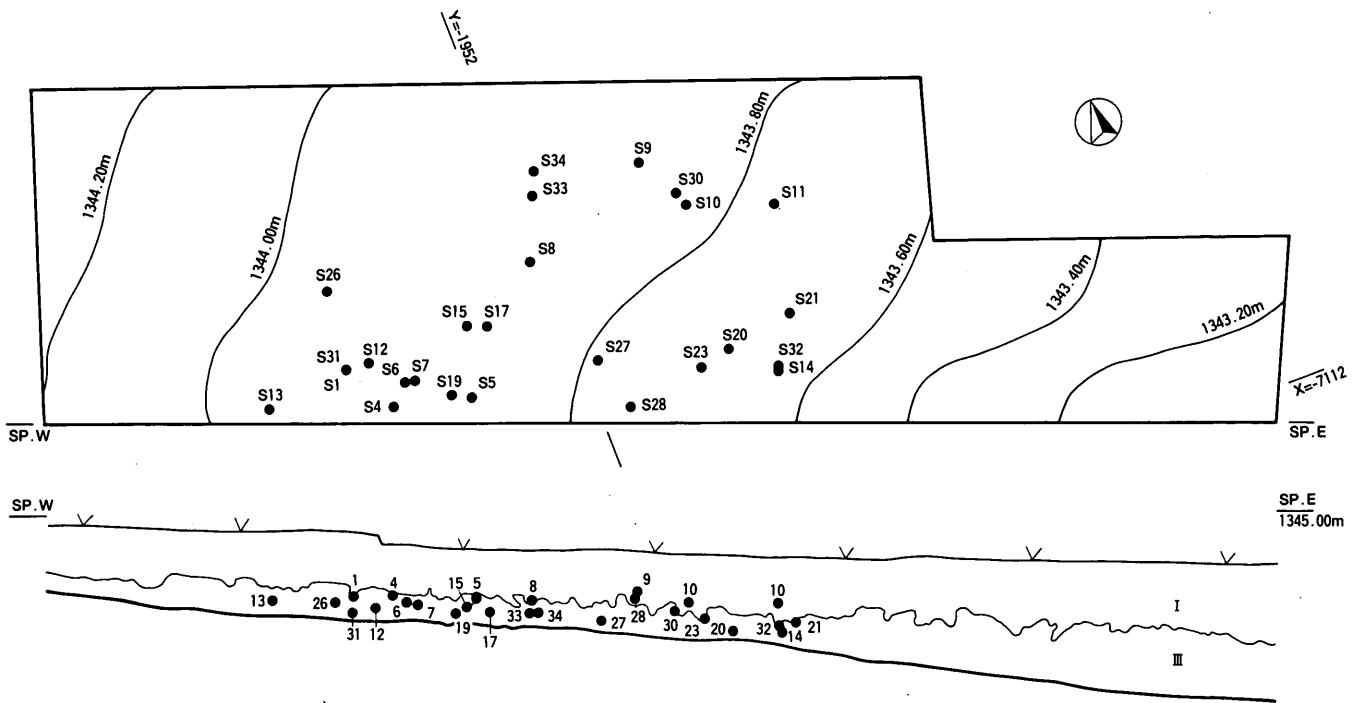 Y=-1952
1344.20m
1344.00m
1343.80m
1343.60m
1343.40m
1343.20m
S34
S33
S9
S30
S10
S11
S8
S26
S15
S17
S21
S31
S12
S1
S6
S7
S27
S20
S23
S32
S14
S13
S4
S19
S5
S28
X=-7112
SP.W
SP.E
SP.W
SP.E
1345.00m
13
26
1
31
12
4
6
7
15
5
19
17
8
33
34
27
9
28
30
10
23
20
10
32
14
21
I
III